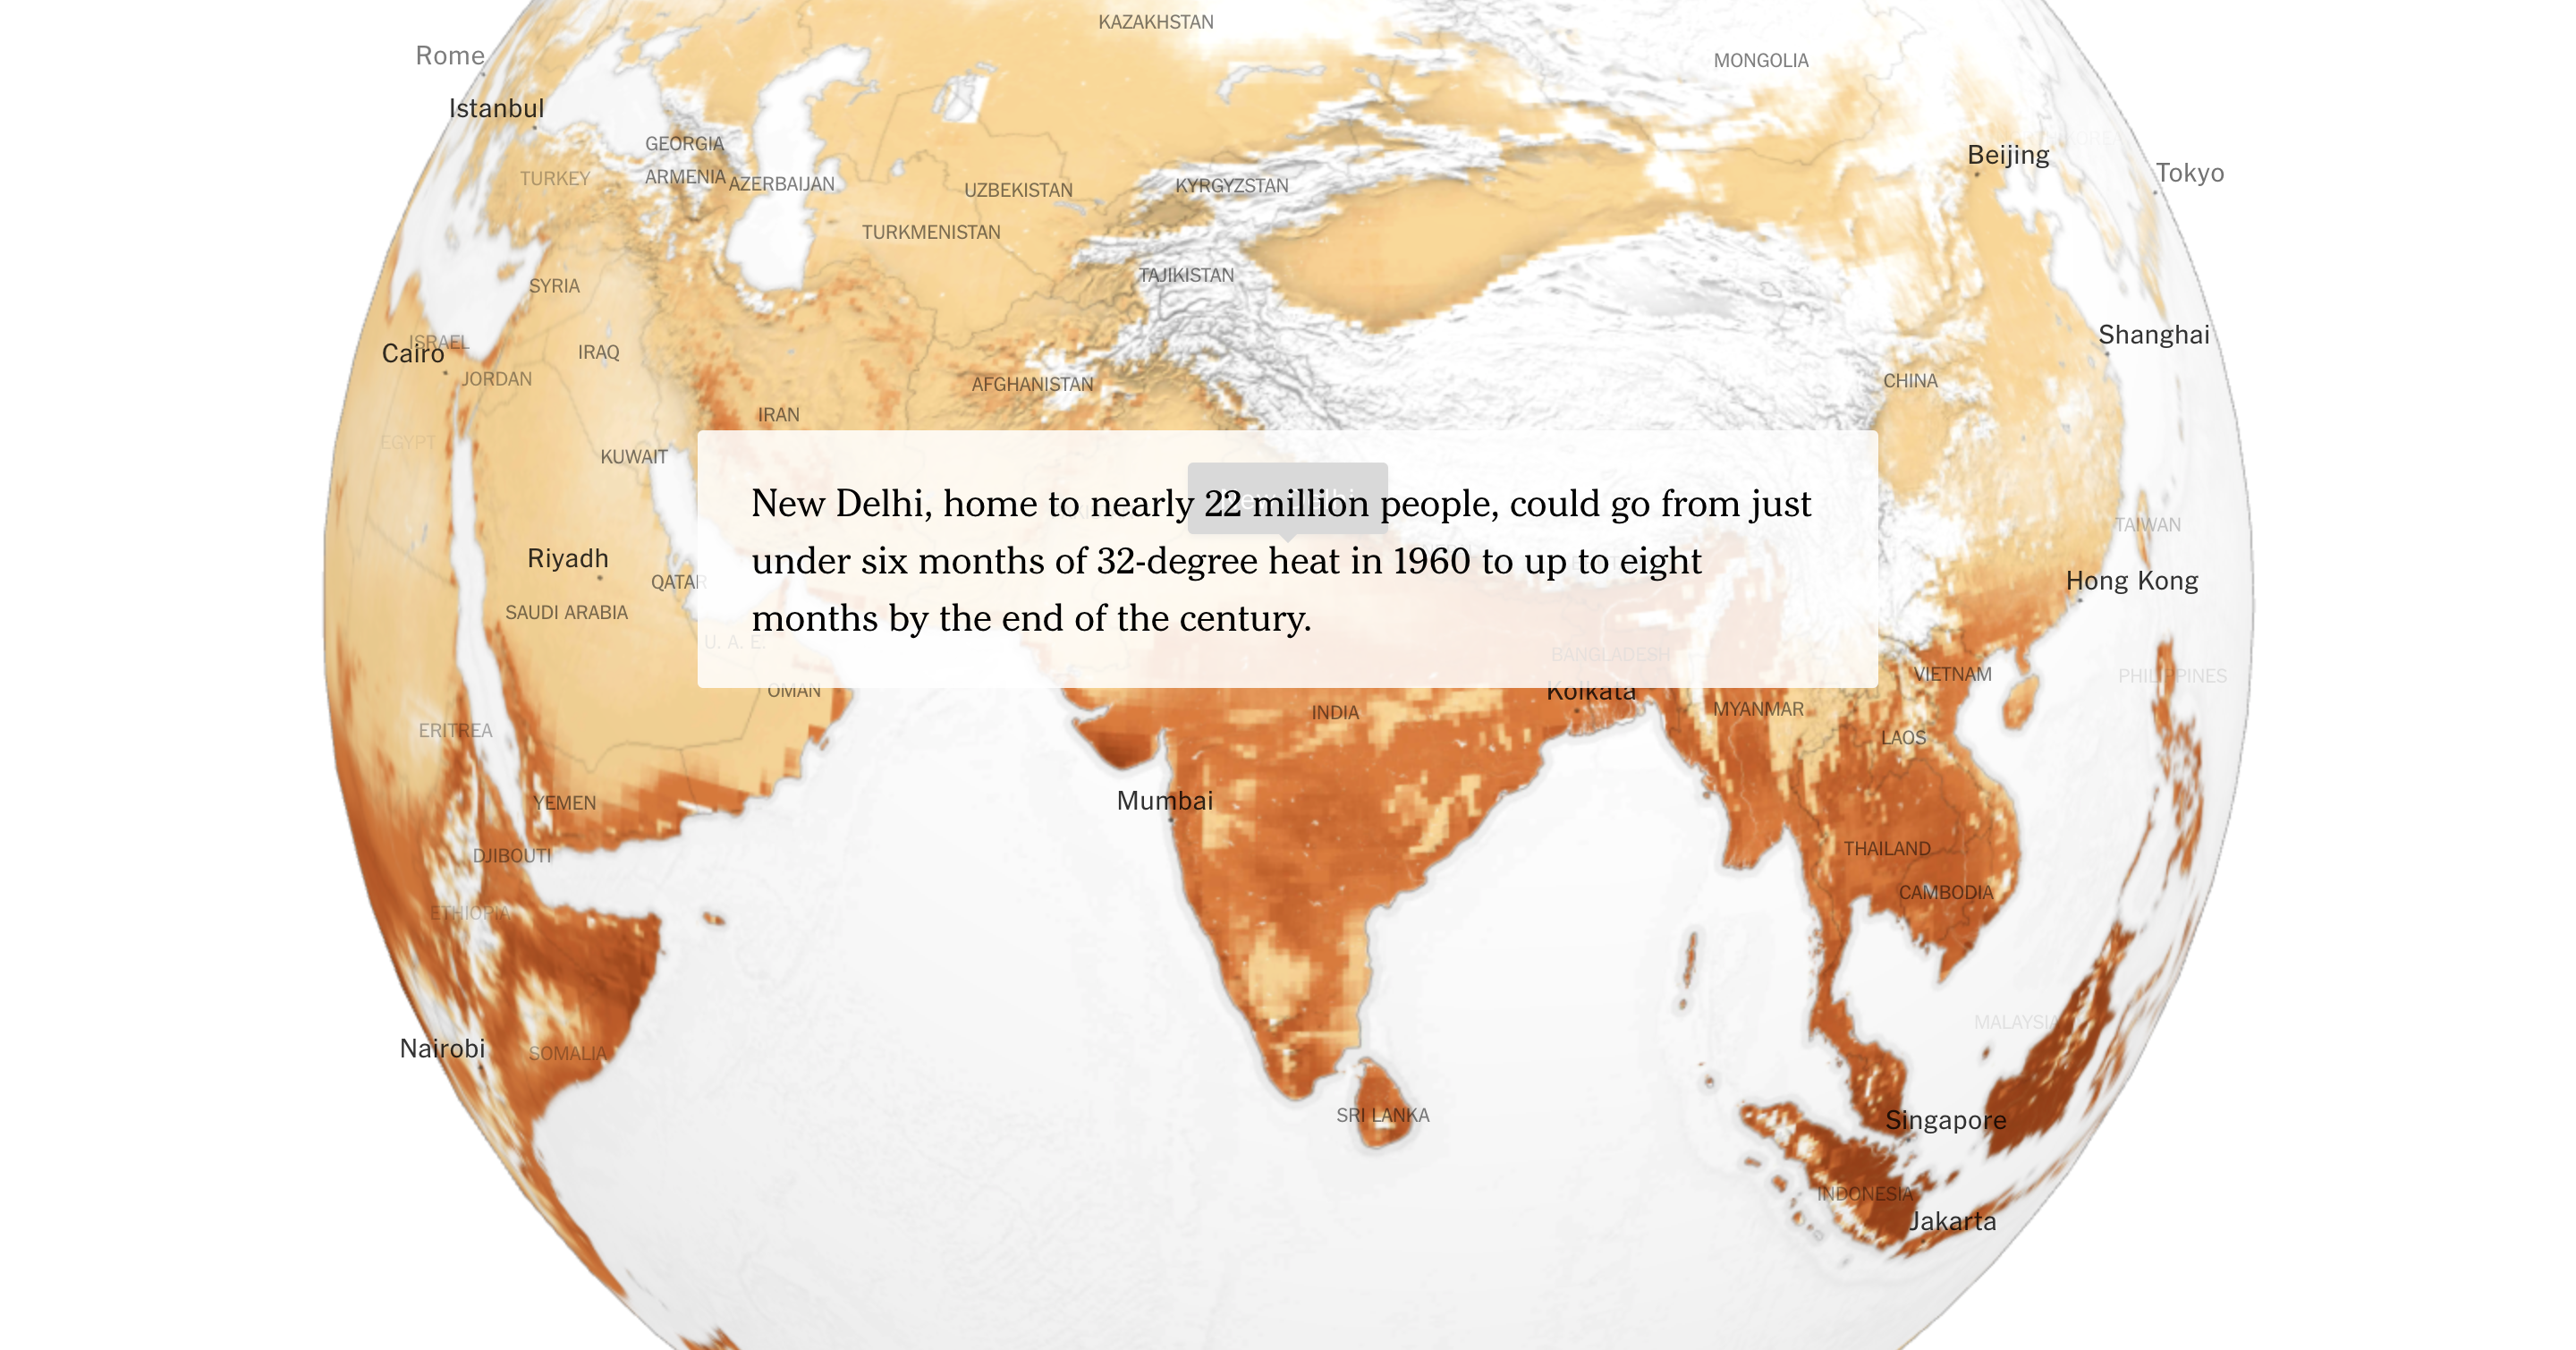 KAZAKHSTAN
Rome
MONGOLIA
Istanbul
GEORGIA
Beijing
TURKEY
ARMENIA
AZERBAIJAN
UZBEKISTAN
KYRGYZSTAN
Tokyo
TURKMENISTAN
TAJIKISTAN
SYRIA
ISRAEL
Cairo
IRAQ
Shanghai
JORDAN
AFGHANISTAN
CHINA
IRAN
EGYPT
KUWAIT
New Delhi, home to nearly 22 million people, could go from just
under six months of 32-degree heat in 1960 to up to eight
months by the end of the century.
TAIWAN
Riyadh
QATAR
Hong Kong
SAUDI ARABIA
U. A. E.
BANGLADESH
VIETNAM
PHILIPPINES
OMAN
Kolkata
INDIA
MYANMAR
ERITREA
LAOS
YEMEN
Mumbai
DJIBOUTI
THAILAND
CAMBODIA
ETHIOPIA
MALAYSIA
Nairobi
SOMALIA
SRI LANKA
Singapore
INDONESIA
Jakarta